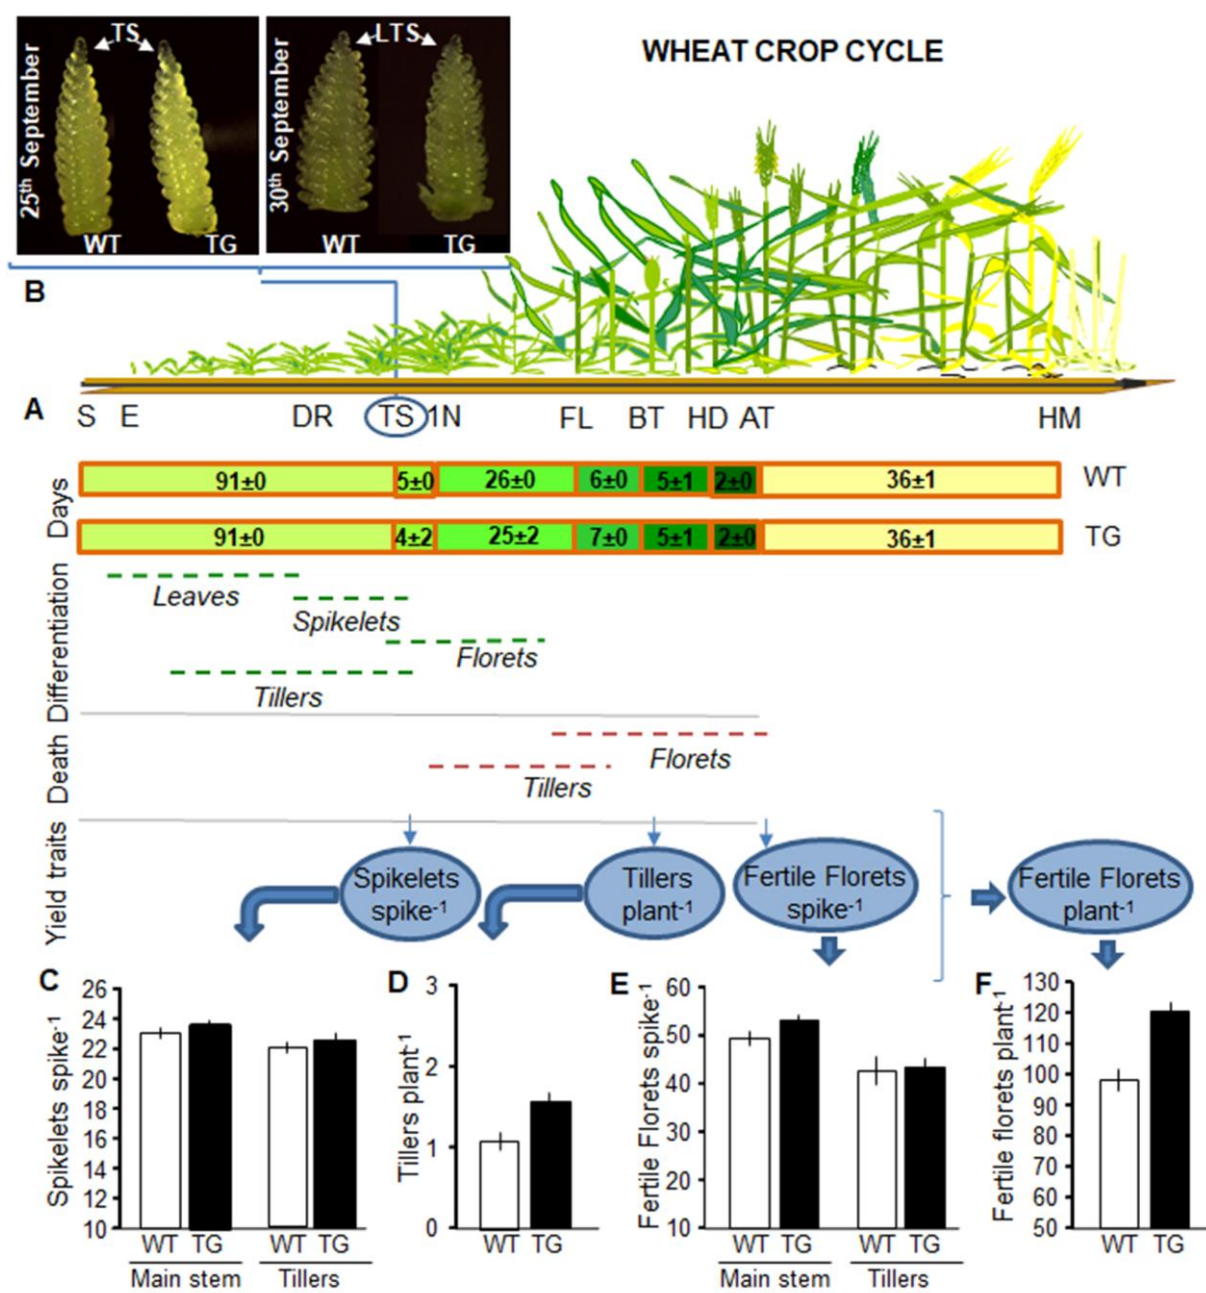 WHEAT CROP CYCLE
25th September
TS
WT
TG
30th September
LTS
WT
TG
B
A
S E DR TS 1N FL BT HD AT HM
Days
91±0 5±0 26±0 6±0 5±1 2±0 36±1 WT
91±0 4±2 25±2 7±0 5±1 2±0 36±1 TG
Differentiation
Leaves
Spikelets
Florets
Tillers
Death
Florets
Tillers
Yield traits
Spikelets
spike-1
Tillers
plant-1
Fertile Florets
spike-1
Fertile Florets
plant-1
C
Spikelets spike-1
26
24
22
20
18
16
14
12
10
WT TG WT TG
Main stem Tillers
D
Tillers plant-1
3
2
1
0
WT TG
E
Fertile Florets spike-1
60
50
40
30
20
10
WT TG WT TG
Main stem Tillers
F
Fertile florets plant-1
130
120
110
100
90
80
70
60
50
WT TG